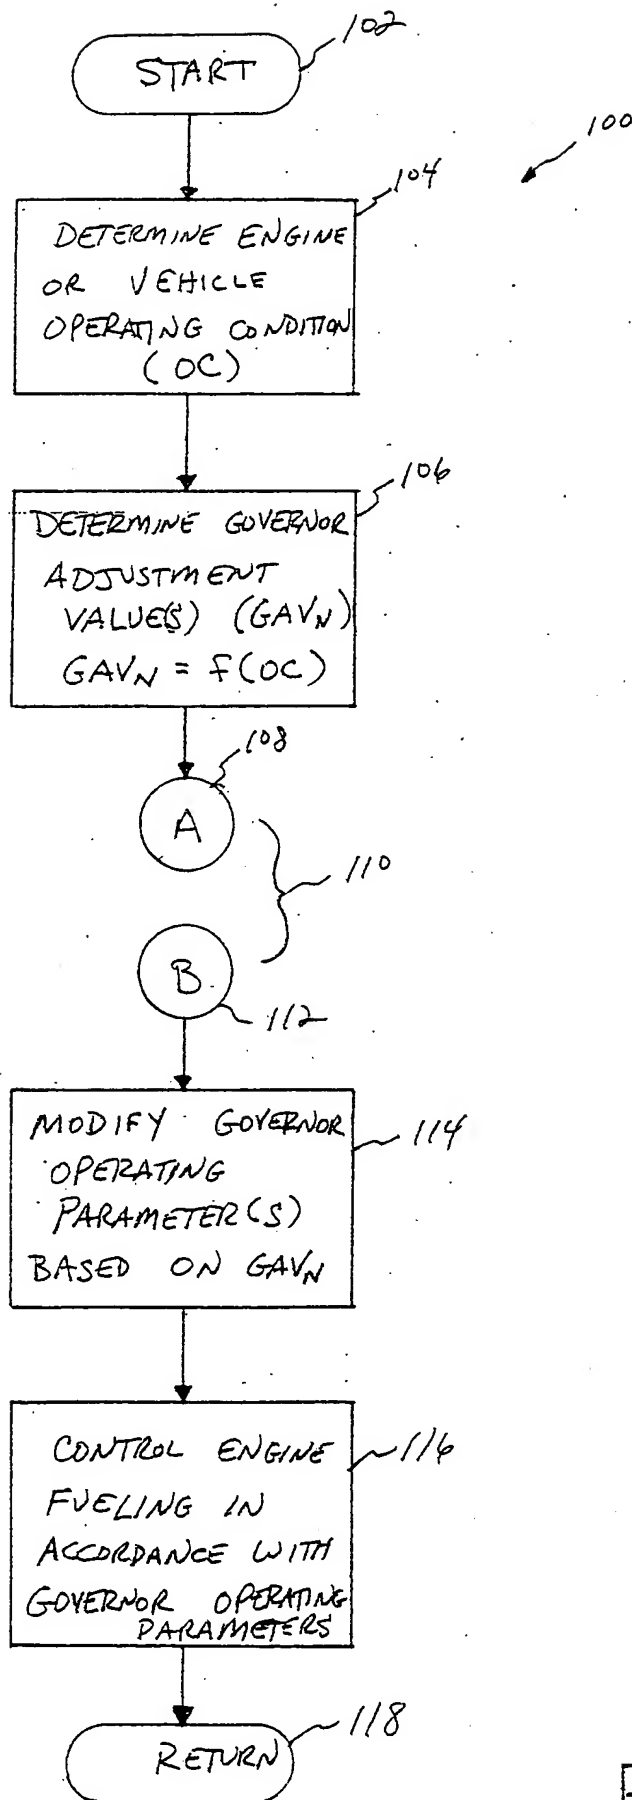 102
START
100
104
DETERMINE ENGINE
OR VEHICLE
OPERATING CONDITION
(OC)
106
DETERMINE GOVERNOR
ADJUSTMENT
VALUE(S) (GAVN)
GAVN = f(OC)
108
A
110
B
112
MODIFY GOVERNOR
OPERATING
PARAMETER(S)
BASED ON GAVN
114
CONTROL ENGINE
FUELING IN
ACCORDANCE WITH
GOVERNOR OPERATING
PARAMETERS
116
RETURN
118